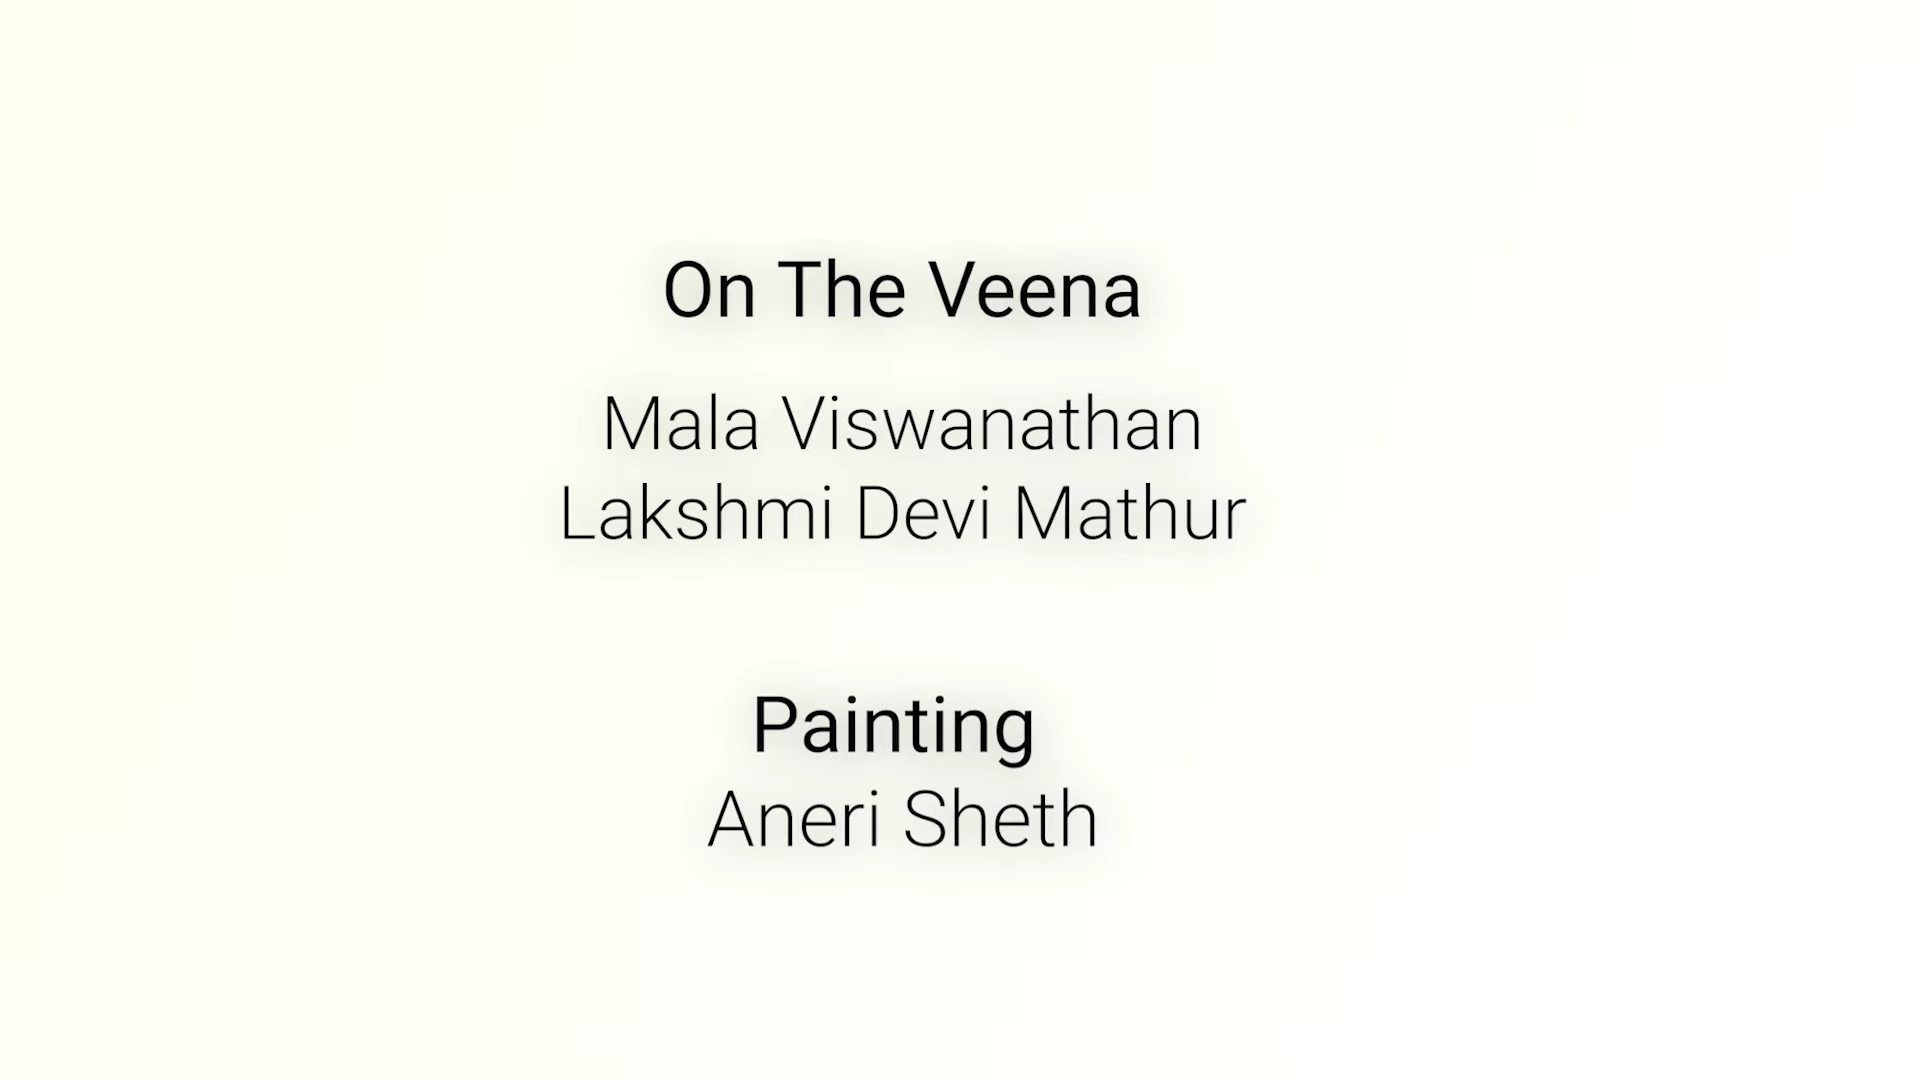 On The Veena
Mala Viswanathan
Lakshmi Devi Mathur
Painting
Aneri Sheth